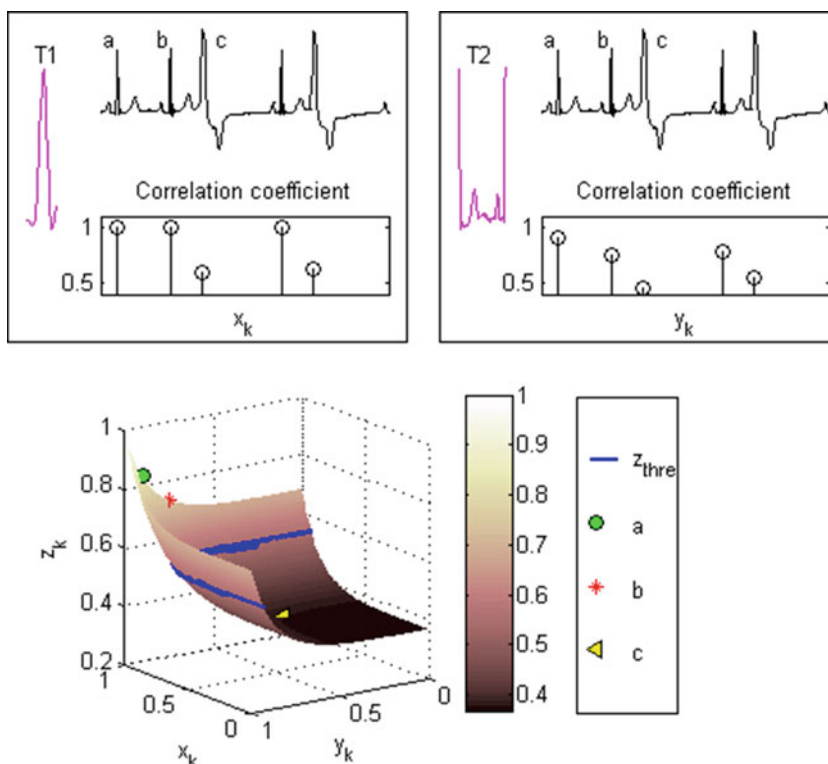 T1
a b c
Correlation coefficient
1
0.5
x_k
T2
a b c
Correlation coefficient
1
0.5
y_k
1
0.8
0.6
0.4
0.2
z_k
1
0.5
0
x_k
1
0.5
0
y_k
1
0.9
0.8
0.7
0.6
0.5
0.4
z_thre
a
b
c